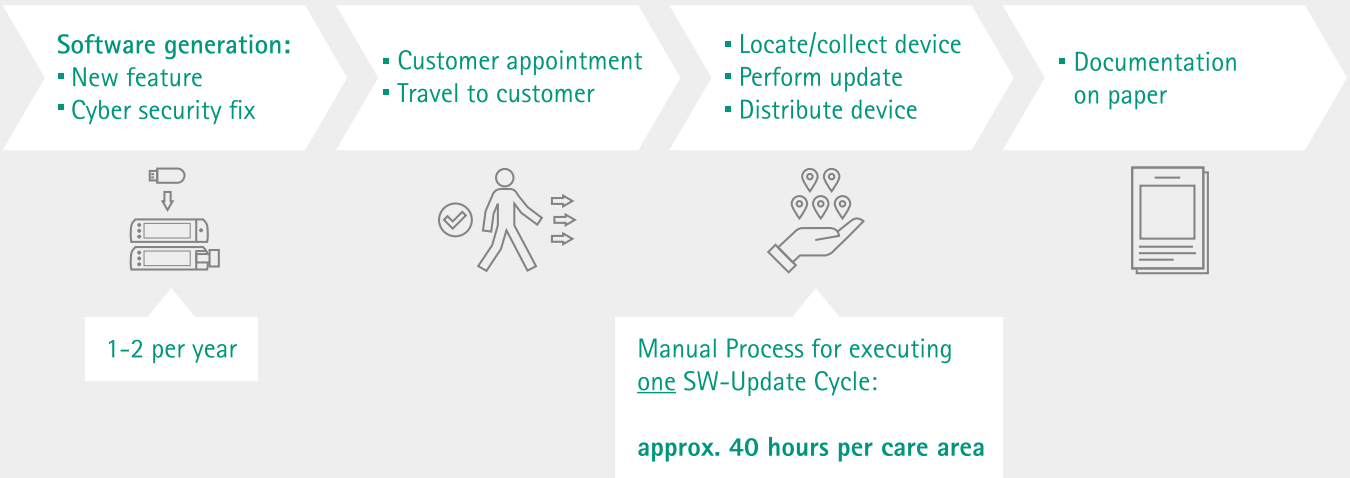 Software generation:
▪ New feature
▪ Cyber security fix
▪ Customer appointment
▪ Travel to customer
▪ Locate/collect device
▪ Perform update
▪ Distribute device
▪ Documentation
on paper
1-2 per year
Manual Process for executing
one SW-Update Cycle:
approx. 40 hours per care area